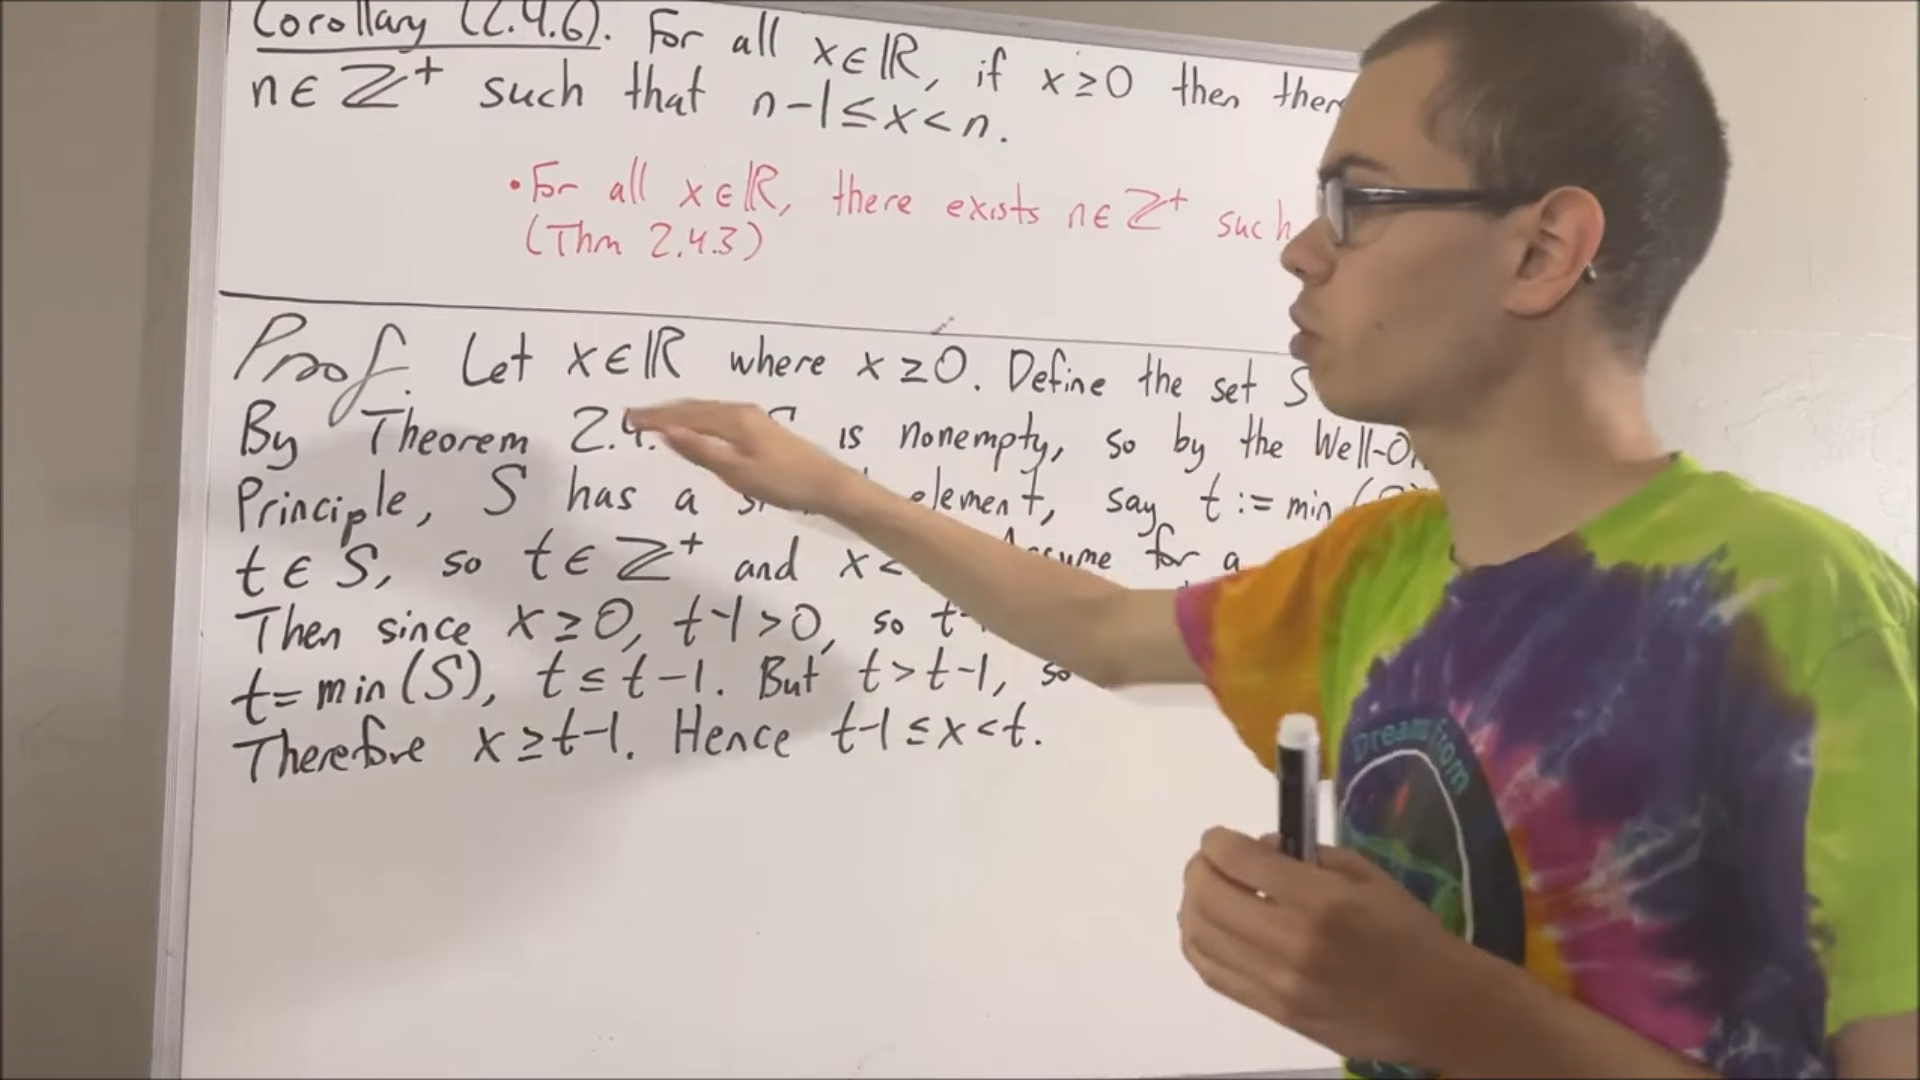 Corollary (2.4.6). For all x∈ℝ, if x≥0 then
n∈ℤ⁺ such that n-1≤x<n.
•For all x∈ℝ, there exists n∈ℤ⁺ such
(Thm 2.4.3)
Proof. Let x∈ℝ where x≥0. Define the set S
By Theorem 2.4. is nonempty, so by the
Principle, S has a element, say t:= min
t∈S, so t∈ℤ⁺ and x< for a
Then since x≥0, t-1>0, so
t=min(S), t≤t-1. But t>t-1, so
Therefore x≥t-1. Hence t-1≤x<t.